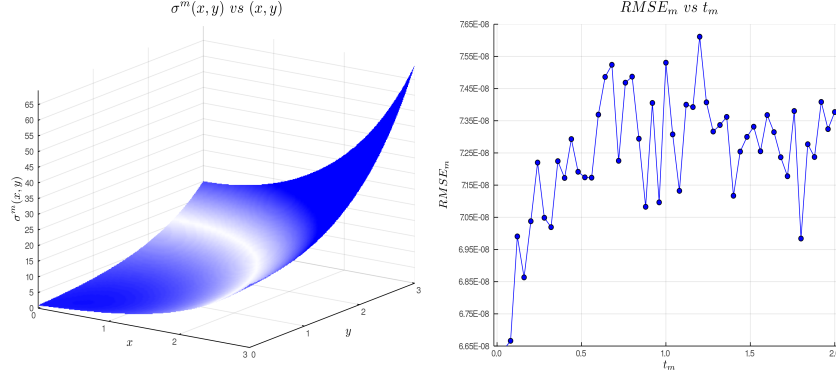 σ^m(x, y) vs (x, y)
σ^m(x, y)
65
60
55
50
45
40
35
30
25
20
15
10
5
0
0
1
2
3
x
0
1
2
3
y
RMSE_m vs t_m
RMSE_m
7.65E-08
7.55E-08
7.45E-08
7.35E-08
7.25E-08
7.15E-08
7.05E-08
6.95E-08
6.85E-08
6.75E-08
6.65E-08
0.0
0.5
1.0
1.5
2.0
t_m